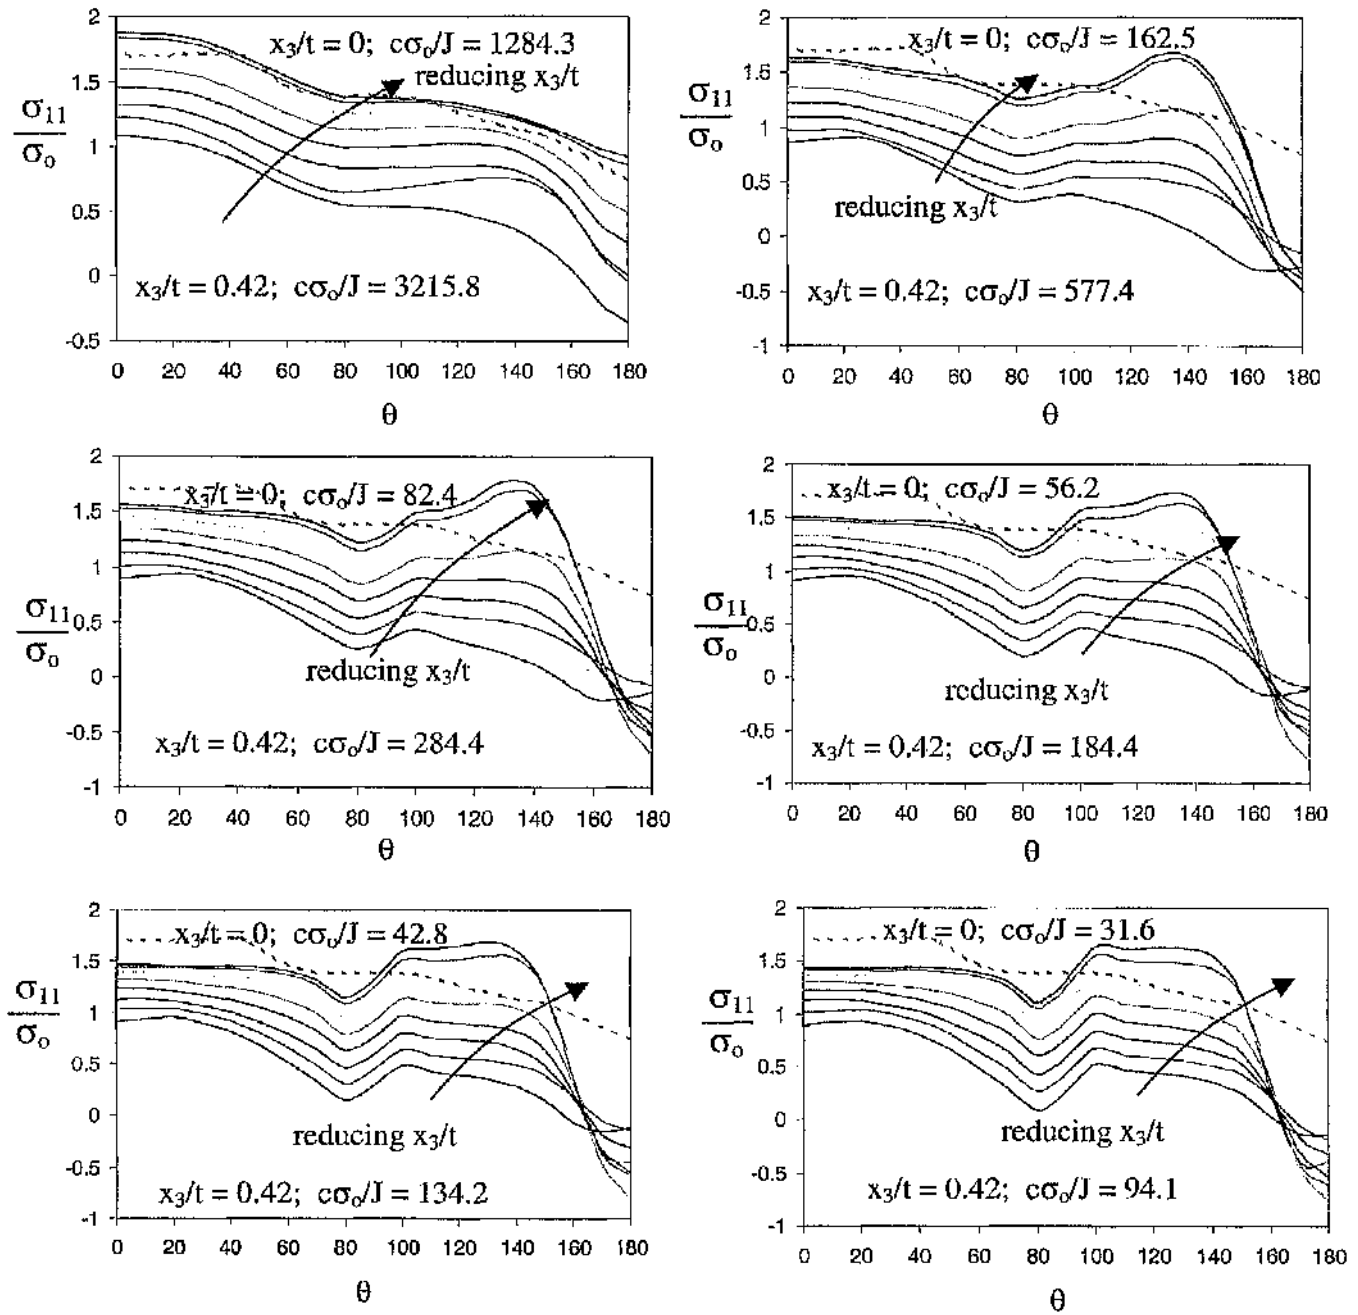 x₃/t = 0; cσₒ/J = 1284.3
reducing x₃/t
x₃/t = 0.42; cσₒ/J = 3215.8
σ₁₁
σₒ
2
1.5
1
0.5
0
-0.5
0 20 40 60 80 100 120 140 160 180
θ
x₃/t = 0; cσₒ/J = 162.5
reducing x₃/t
x₃/t = 0.42; cσₒ/J = 577.4
σ₁₁
σₒ
2
1.5
1
0.5
0
-0.5
-1
0 20 40 60 80 100 120 140 160 180
θ
x₃/t = 0; cσₒ/J = 82.4
reducing x₃/t
x₃/t = 0.42; cσₒ/J = 284.4
σ₁₁
σₒ
2
1.5
1
0.5
0
-0.5
-1
0 20 40 60 80 100 120 140 160 180
θ
x₃/t = 0; cσₒ/J = 56.2
reducing x₃/t
x₃/t = 0.42; cσₒ/J = 184.4
σ₁₁
σₒ
2
1.5
1
0.5
0
-0.5
-1
0 20 40 60 80 100 120 140 160 180
θ
x₃/t = 0; cσₒ/J = 42.8
reducing x₃/t
x₃/t = 0.42; cσₒ/J = 134.2
σ₁₁
σₒ
2
1.5
1
0.5
0
-0.5
-1
0 20 40 60 80 100 120 140 160 180
θ
x₃/t = 0; cσₒ/J = 31.6
reducing x₃/t
x₃/t = 0.42; cσₒ/J = 94.1
σ₁₁
σₒ
2
1.5
1
0.5
0
-0.5
-1
0 20 40 60 80 100 120 140 160 180
θ